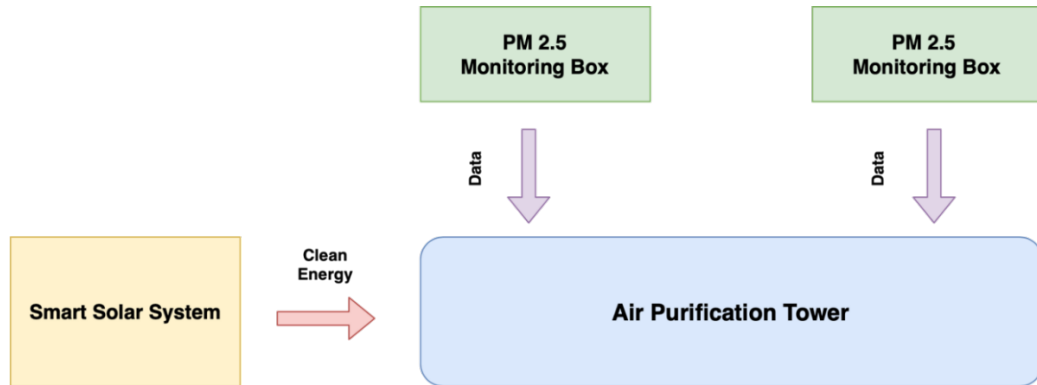 PM 2.5
Monitoring Box
PM 2.5
Monitoring Box
Data
Data
Clean
Energy
Smart Solar System
Air Purification Tower